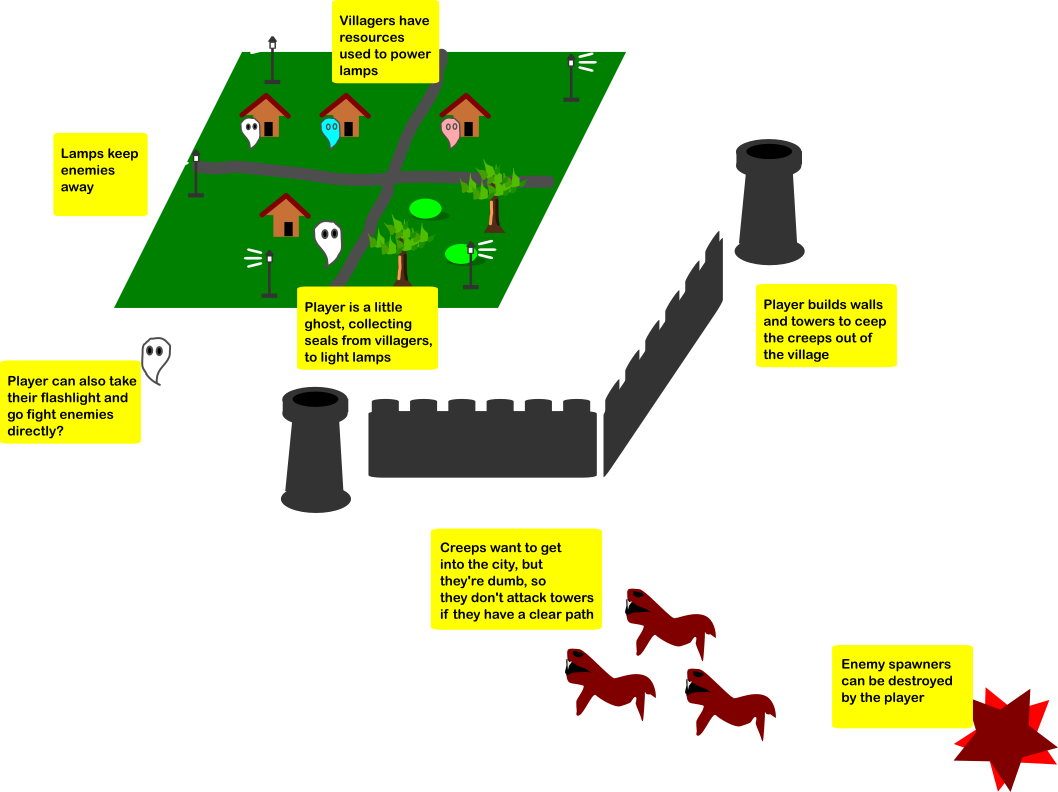 Villagers have
resources
used to power
lamps
Lamps keep
enemies
away
Player is a little
ghost, collecting
seals from villagers,
to light lamps
Player builds walls
and towers to ceep
the creeps out of
the village
Player can also take
their flashlight and
go fight enemies
directly?
Creeps want to get
into the city, but
they're dumb, so
they don't attack towers
if they have a clear path
Enemy spawners
can be destroyed
by the player